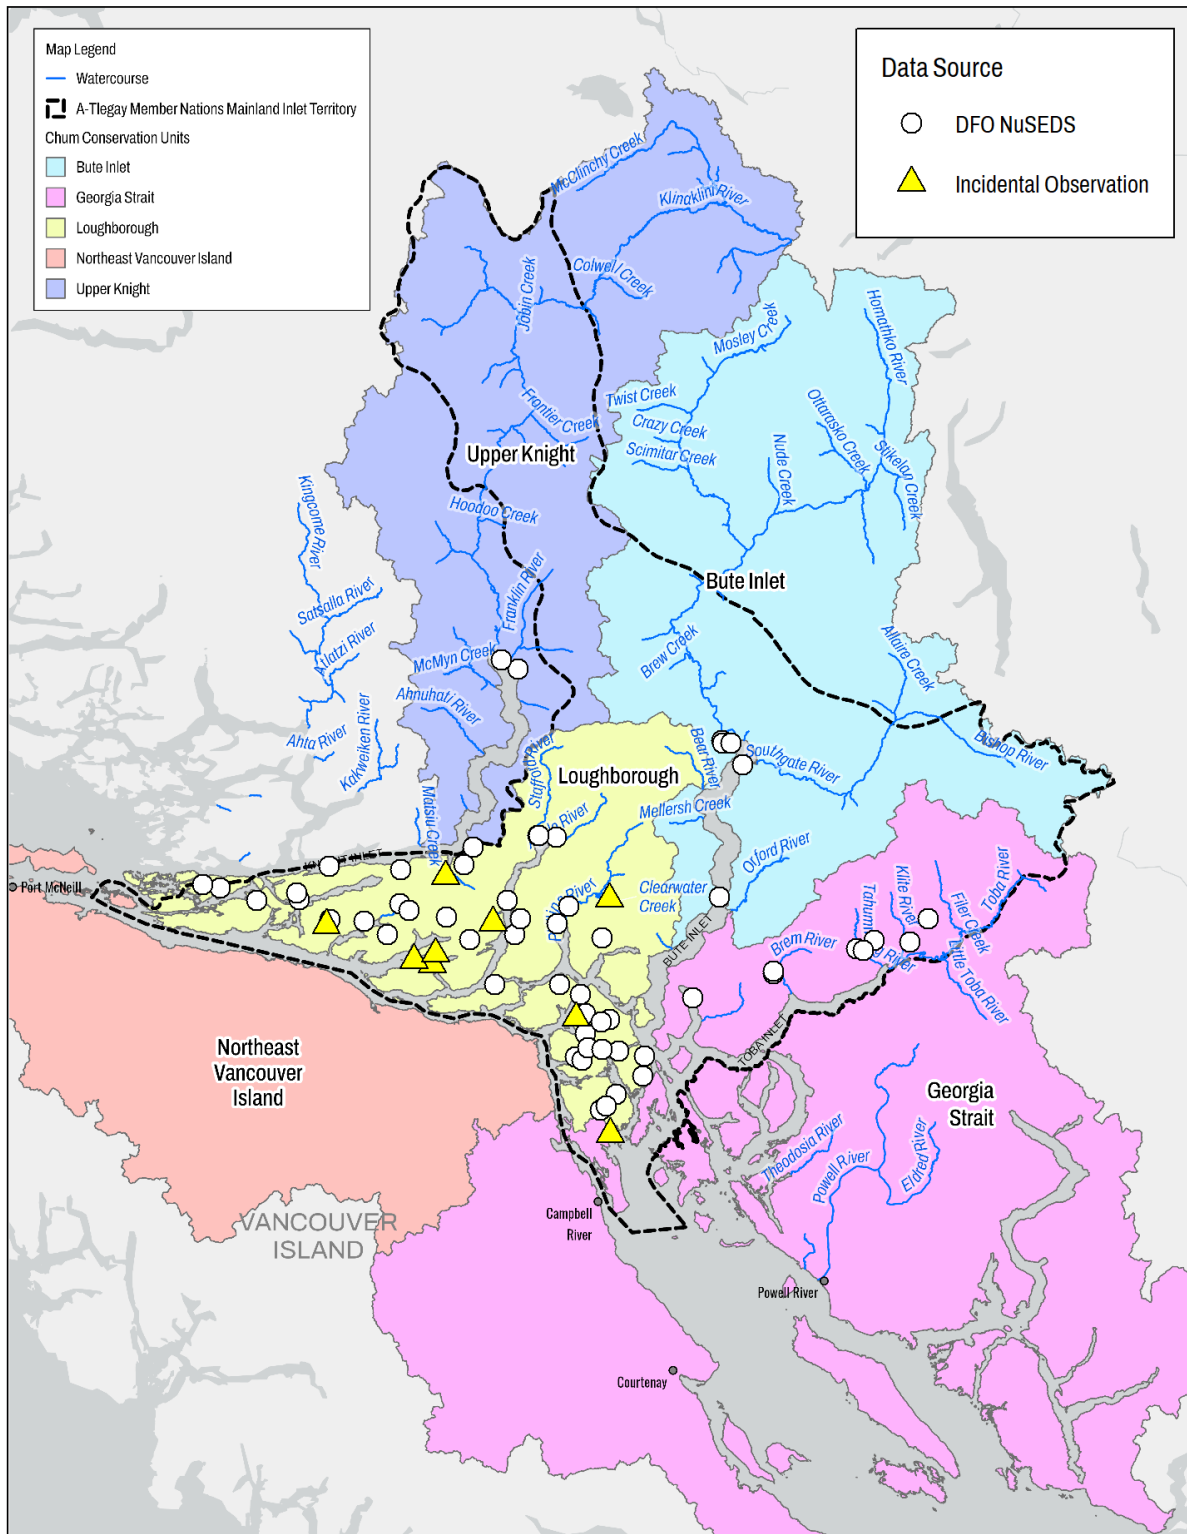 Map Legend
Watercourse
A-Tlegay Member Nations Mainland Inlet Territory
Chum Conservation Units
Bute Inlet
Georgia Strait
Loughborough
Northeast Vancouver Island
Upper Knight
Data Source
DFO NuSEDS
Incidental Observation
McClinchy Creek
Klinaklini River
Colwell Creek
Jobin Creek
Homathko River
Mosley Creek
Twist Creek
Frontier Creek
Crazy Creek
Ottarasko Creek
Scimitar Creek
Nude Creek
Stikelan Creek
Upper Knight
Kingcome River
Hoodoo Creek
Bute Inlet
Franklin River
Satsalla River
Atlatzi River
Brew Creek
Allaire Creek
McMyn Creek
Ahnuhati River
Ahta River
Kakweiken River
Stafford River
Bear River
Southgate River
Bishop River
Loughborough
Matsiu Creek
Mellersh Creek
Orford River
Port McNeill
Clearwater
Creek
Klite River
Filer Creek
Toba River
BUTE INLET
Brem River
Little Toba River
TOBA INLET
Northeast
Vancouver
Island
Georgia
Strait
Theodosia River
Powell River
Eldred River
VANCOUVER
ISLAND
Campbell
River
Powell River
Courtenay